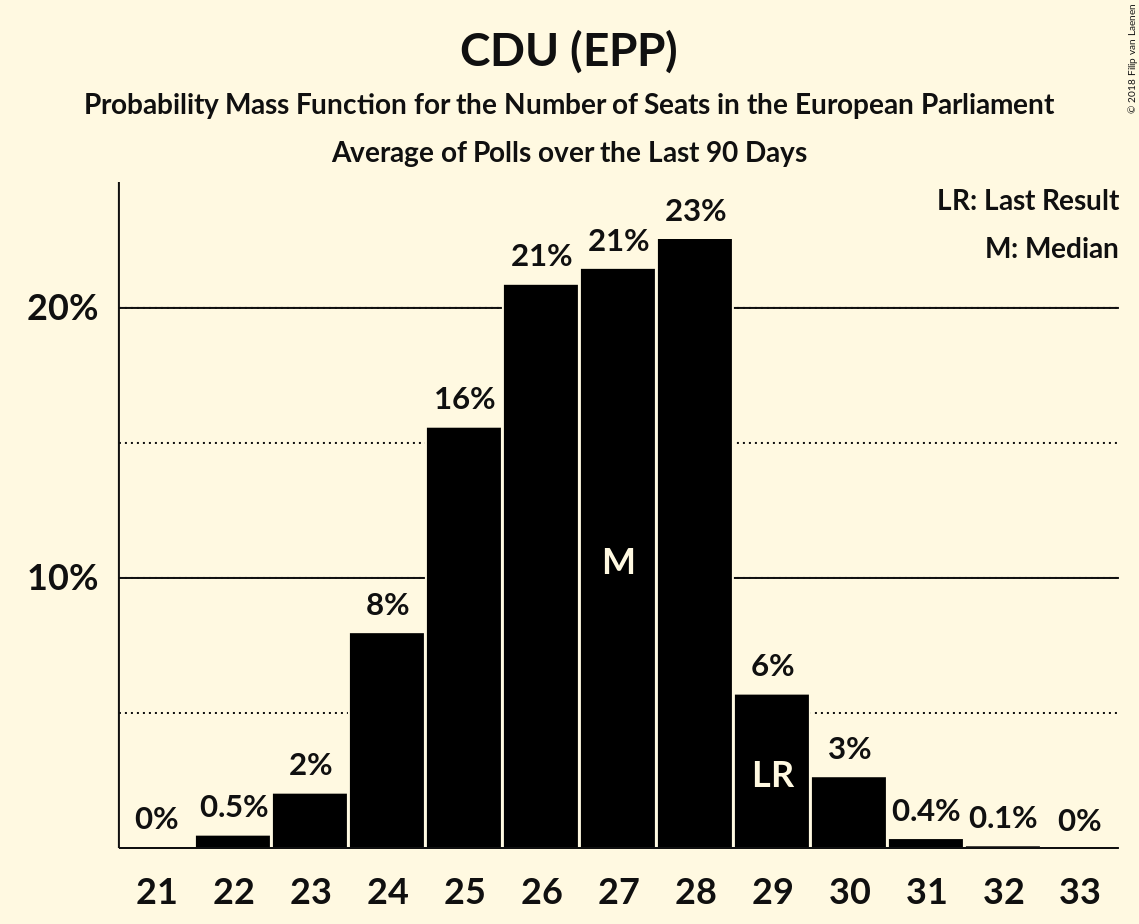 CDU (EPP)
Probability Mass Function for the Number of Seats in the European Parliament
Average of Polls over the Last 90 Days
© 2018 Filip van Laenen
LR: Last Result
M: Median
20%
10%
0%
0.5%
2%
8%
16%
21%
21%
23%
6%
3%
0.4%
0.1%
0%
M
LR
21 22 23 24 25 26 27 28 29 30 31 32 33